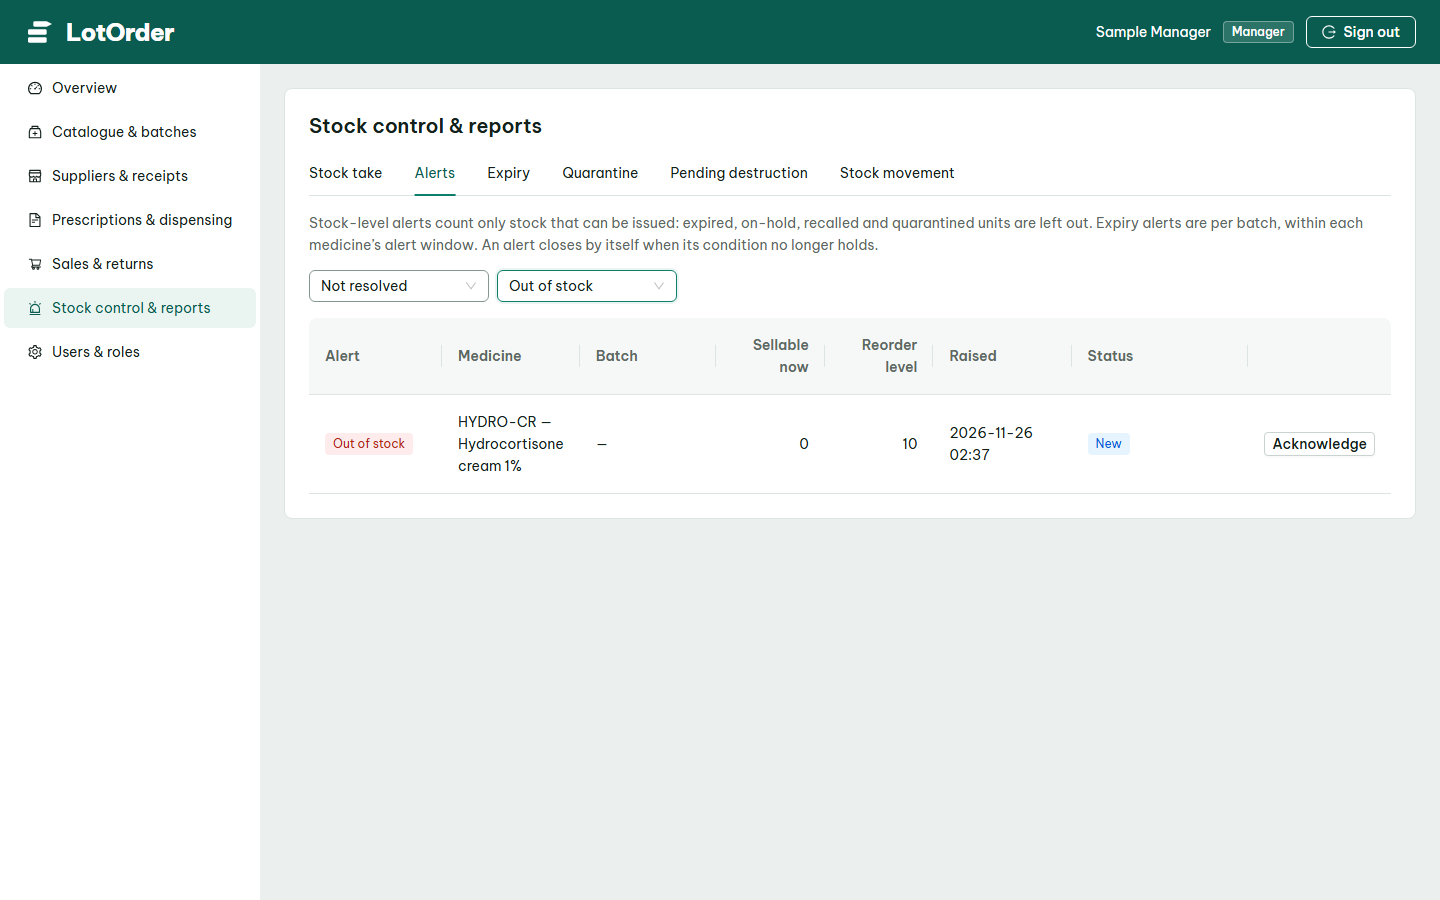 LotOrder
Sample Manager
Manager
Sign out
Overview
Catalogue & batches
Suppliers & receipts
Prescriptions & dispensing
Sales & returns
Stock control & reports
Users & roles
Stock control & reports
Stock take
Alerts
Expiry
Quarantine
Pending destruction
Stock movement
Stock-level alerts count only stock that can be issued: expired, on-hold, recalled and quarantined units are left out. Expiry alerts are per batch, within each
medicine’s alert window. An alert closes by itself when its condition no longer holds.
Not resolved
Out of stock
Alert
Medicine
Batch
Sellable
now
Reorder
level
Raised
Status
Out of stock
HYDRO-CR –
Hydrocortisone
cream 1%
–
0
10
2026-11-26
02:37
New
Acknowledge